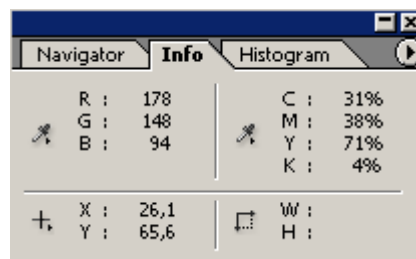 Navigator Info Histogram
R : 178 C : 31%
G : 148 M : 38%
B : 94 Y : 71%
K : 4%
X : 26,1 W :
Y : 65,6 H :